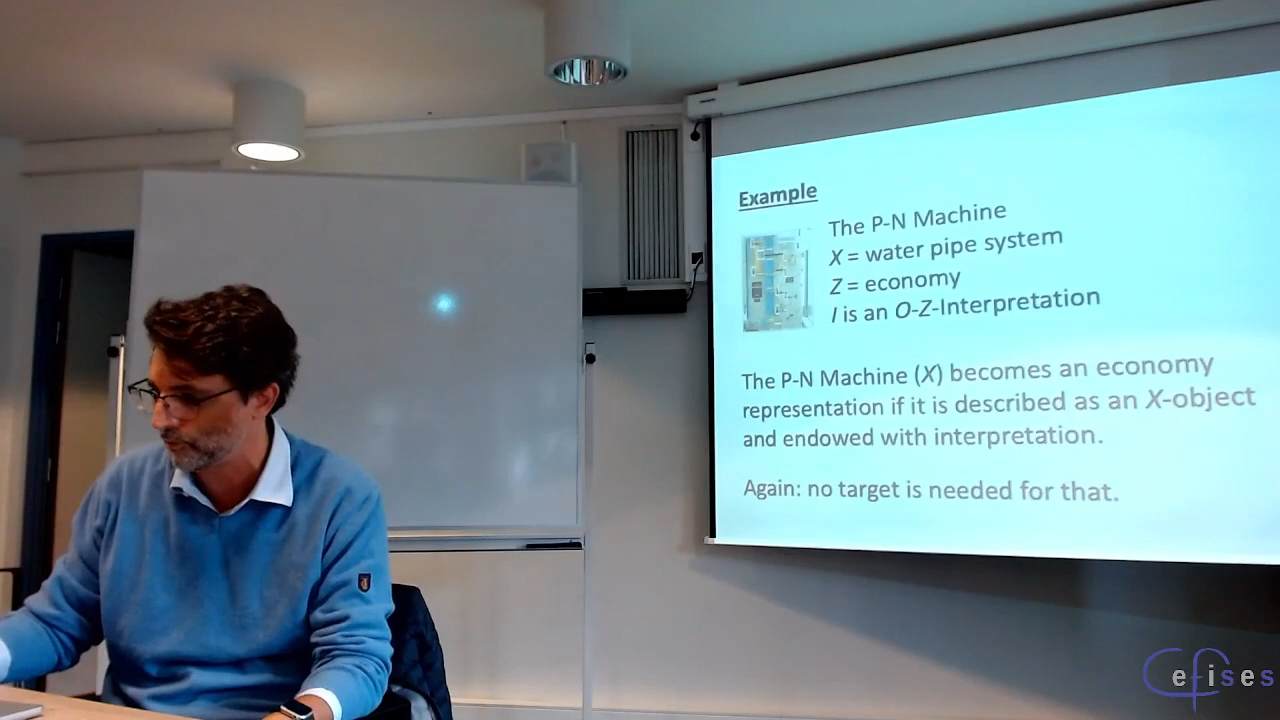 Example
The P-N Machine
X = water pipe system
Z = economy
I is an O-Z-Interpretation
The P-N Machine (X) becomes an economy
representation if it is described as an X-object
and endowed with interpretation.
Again: no target is needed for that.
Cefises